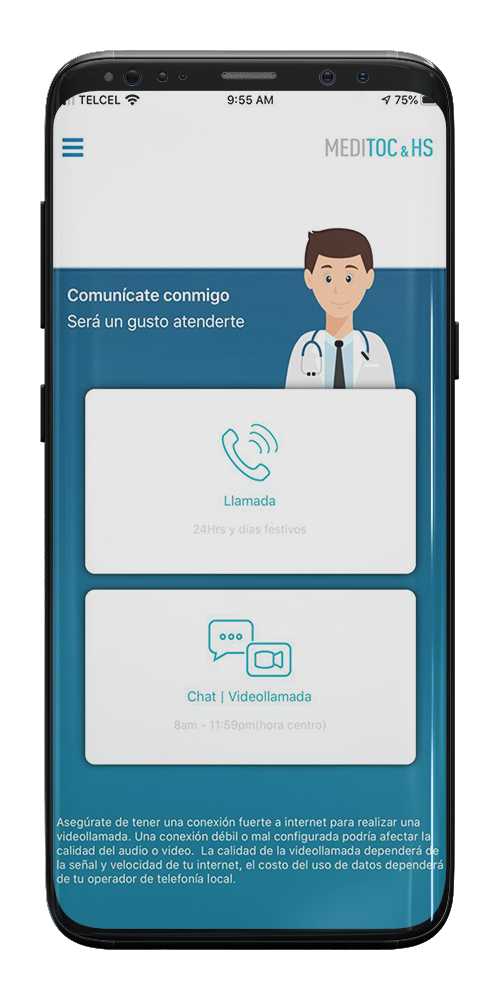 TELCEL 9:55 AM 75%
MEDITOC & HS
Comunícate conmigo
Será un gusto atenderte
Llamada
24Hrs y días festivos
Chat | Videollamada
8am - 11:59pm(hora centro)
Asegúrate de tener una conexión fuerte a internet para realizar una
videollamada. Una conexión débil o mal configurada podría afectar la
calidad del audio o video. La calidad de la videollamada dependerá de
la señal y velocidad de tu internet, el costo del uso de datos dependerá
de tu operador de telefonía local.